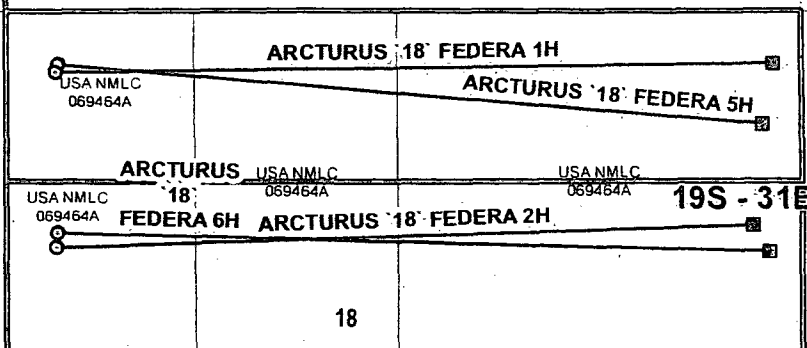 ARCTURUS '18' FEDERA 1H
USA NMLC
069464A
ARCTURUS '18' FEDERA 5H
ARCTURUS
18'
FEDERA 6H
USA NMLC
069464A
USA NMLC
069464A
USA NMLC
069464A
19S - 31E
ARCTURUS '18' FEDERA 2H
18